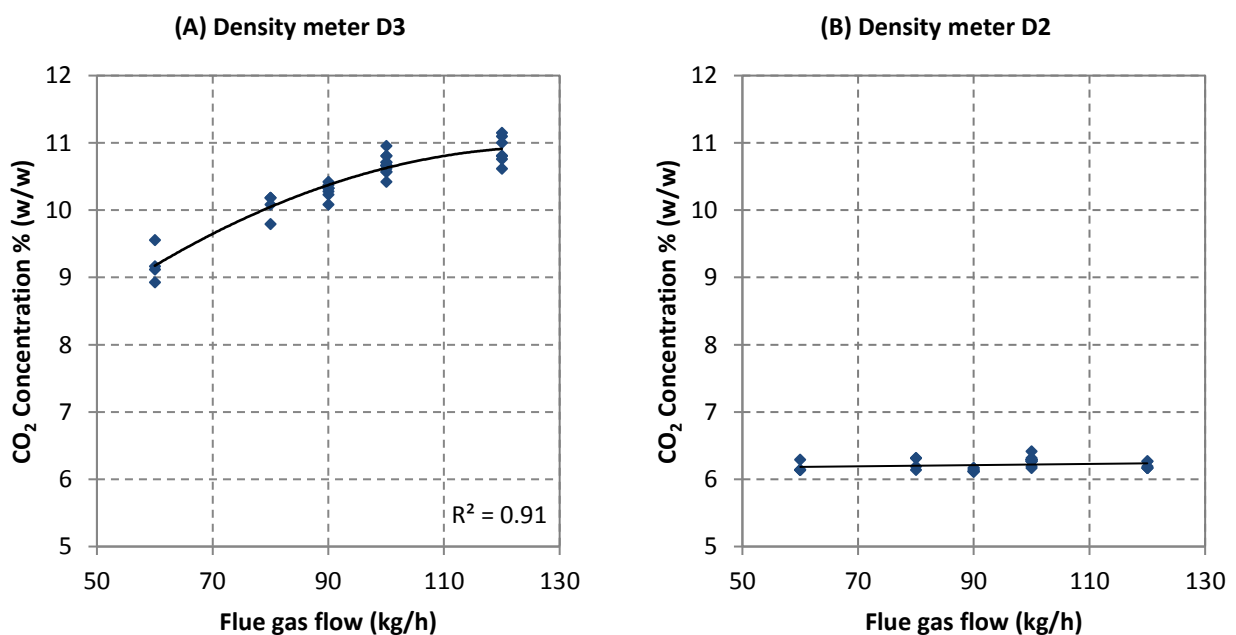 (A) Density meter D3
CO₂ Concentration % (w/w)
12
11
10
9
8
7
6
5
R² = 0.91
50 70 90 110 130
Flue gas flow (kg/h)
(B) Density meter D2
CO₂ Concentration % (w/w)
12
11
10
9
8
7
6
5
50 70 90 110 130
Flue gas flow (kg/h)